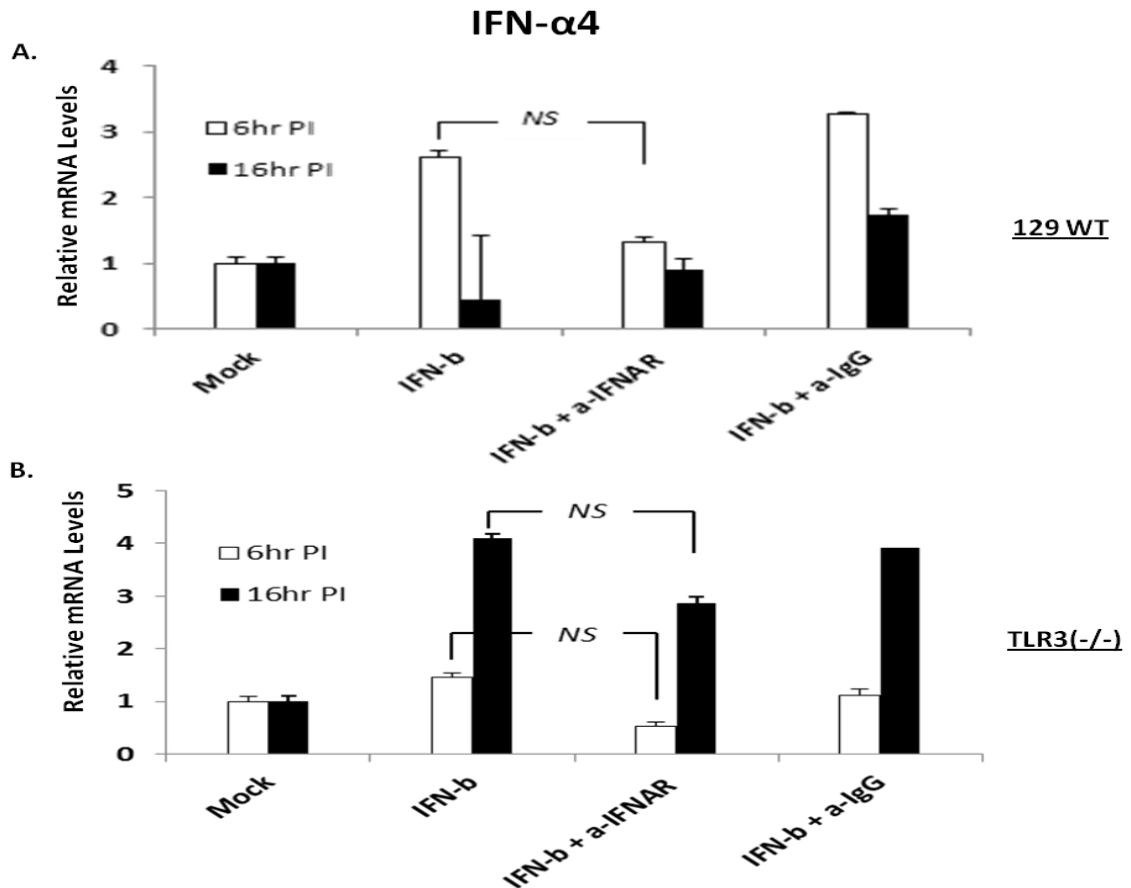 IFN-α4
A.
Relative mRNA Levels
4
3
2
1
0
6hr PI
16hr PI
NS
Mock
IFN-b
IFN-b + a-IFNAR
IFN-b + a-IgG
129 WT
B.
Relative mRNA Levels
5
4
3
2
1
0
6hr PI
16hr PI
NS
NS
Mock
IFN-b
IFN-b + a-IFNAR
IFN-b + a-IgG
TLR3(-/-)